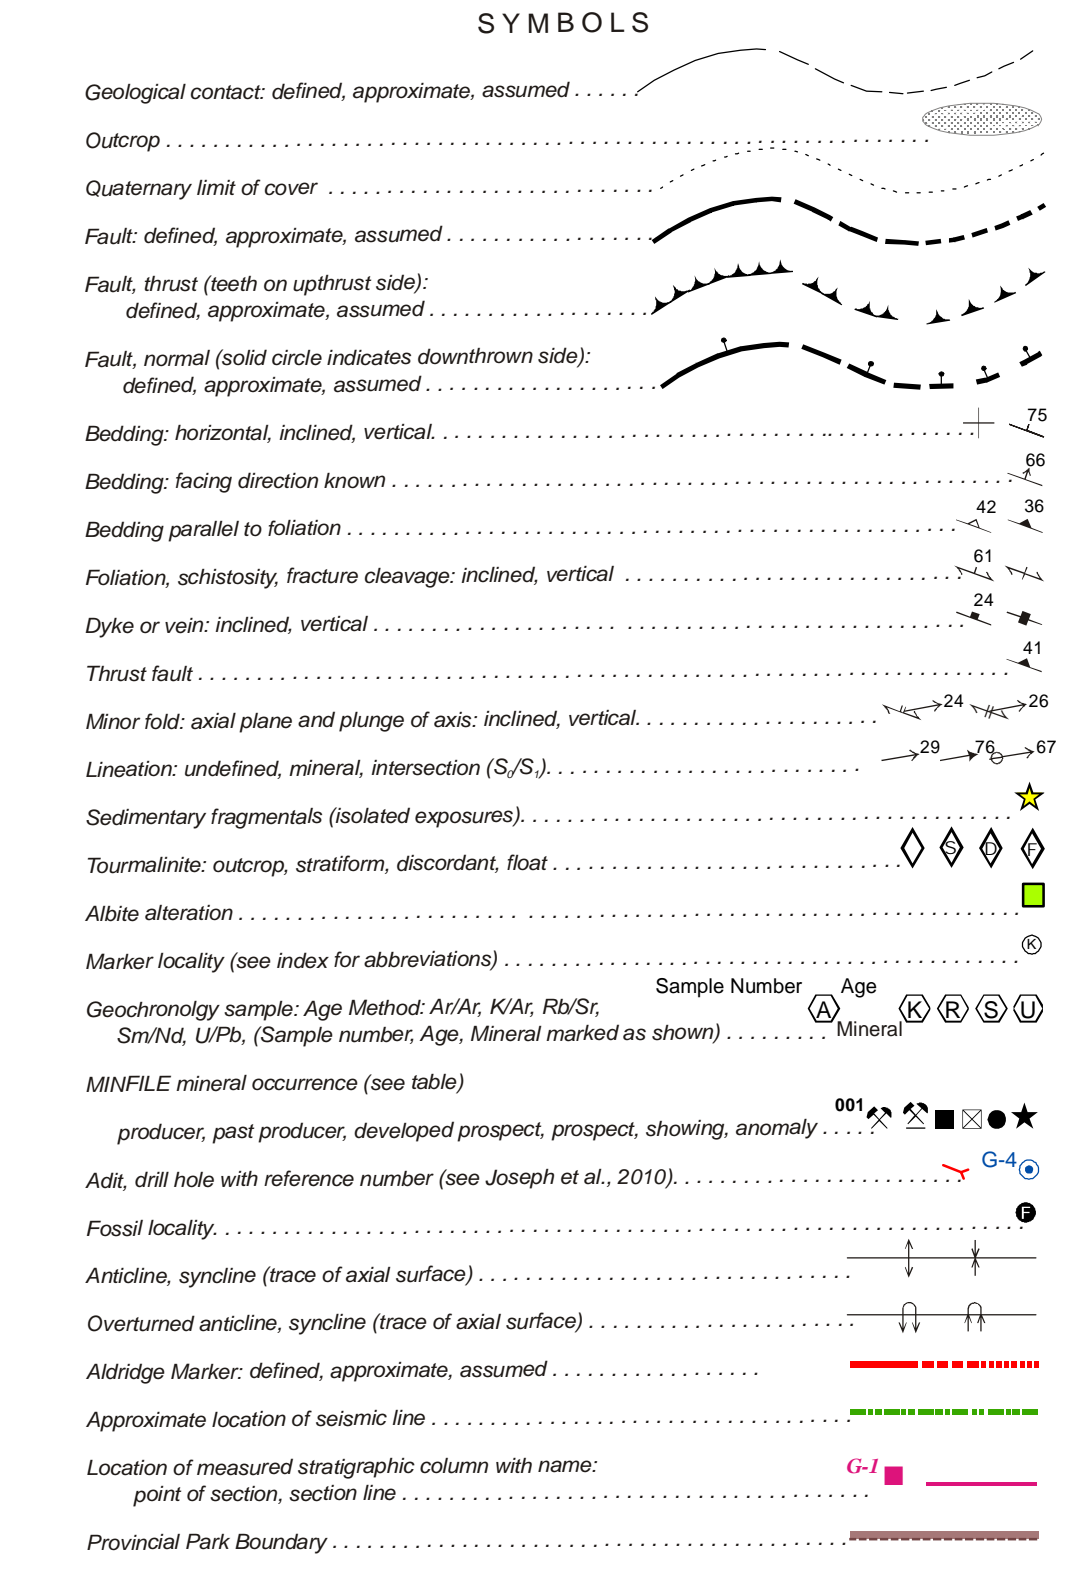 SYMBOLS
Geological contact: defined, approximate, assumed . . . . . .
Outcrop
Quaternary limit of cover
Fault: defined, approximate, assumed
Fault, thrust (teeth on upthrust side):
defined, approximate, assumed
Fault, normal (solid circle indicates downthrown side):
defined, approximate, assumed
Bedding: horizontal, inclined, vertical. 75
Bedding: facing direction known 66
Bedding parallel to foliation 42 36
Foliation, schistosity, fracture cleavage: inclined, vertical 61
Dyke or vein: inclined, vertical 24
Thrust fault 41
Minor fold: axial plane and plunge of axis: inclined, vertical. 24 26
Lineation: undefined, mineral, intersection (S0/S1). 29 76 67
Sedimentary fragmentals (isolated exposures).
Tourmalinite: outcrop, stratiform, discordant, float S D F
Albite alteration
Marker locality (see index for abbreviations) K
Sample Number Age
Geochronolgy sample: Age Method: Ar/Ar, K/Ar, Rb/Sr, A K R S U
Sm/Nd, U/Pb, (Sample number, Age, Mineral marked as shown) Mineral
MINFILE mineral occurrence (see table)
001
producer, past producer, developed prospect, prospect, showing, anomaly
Adit, drill hole with reference number (see Joseph et al., 2010). G-4
Fossil locality. F
Anticline, syncline (trace of axial surface)
Overturned anticline, syncline (trace of axial surface)
Aldridge Marker: defined, approximate, assumed
Approximate location of seismic line
Location of measured stratigraphic column with name: G-1
point of section, section line
Provincial Park Boundary